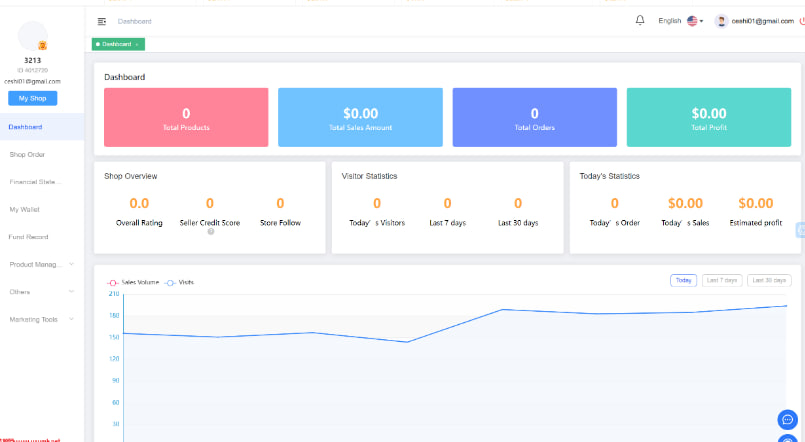 Dashboard
English
ceshi01@gmail.com
Dashboard
3213
ID 4012720
ceshi01@gmail.com
My Shop
Dashboard
Shop Order
Financial State...
My Wallet
Fund Record
Product Manag...
Others
Marketing Tools
Dashboard
0
Total Products
$0.00
Total Sales Amount
0
Total Orders
$0.00
Total Profit
Shop Overview
0.0
Overall Rating
0
Seller Credit Score
0
Store Follow
Visitor Statistics
0
Today' s Visitors
0
Last 7 days
0
Last 30 days
Today's Statistics
0
Today' s Order
$0.00
Today' s Sales
$0.00
Estimated profit
Sales Volume
Visits
Today
Last 7 days
Last 30 days
210
180
150
120
90
60
30